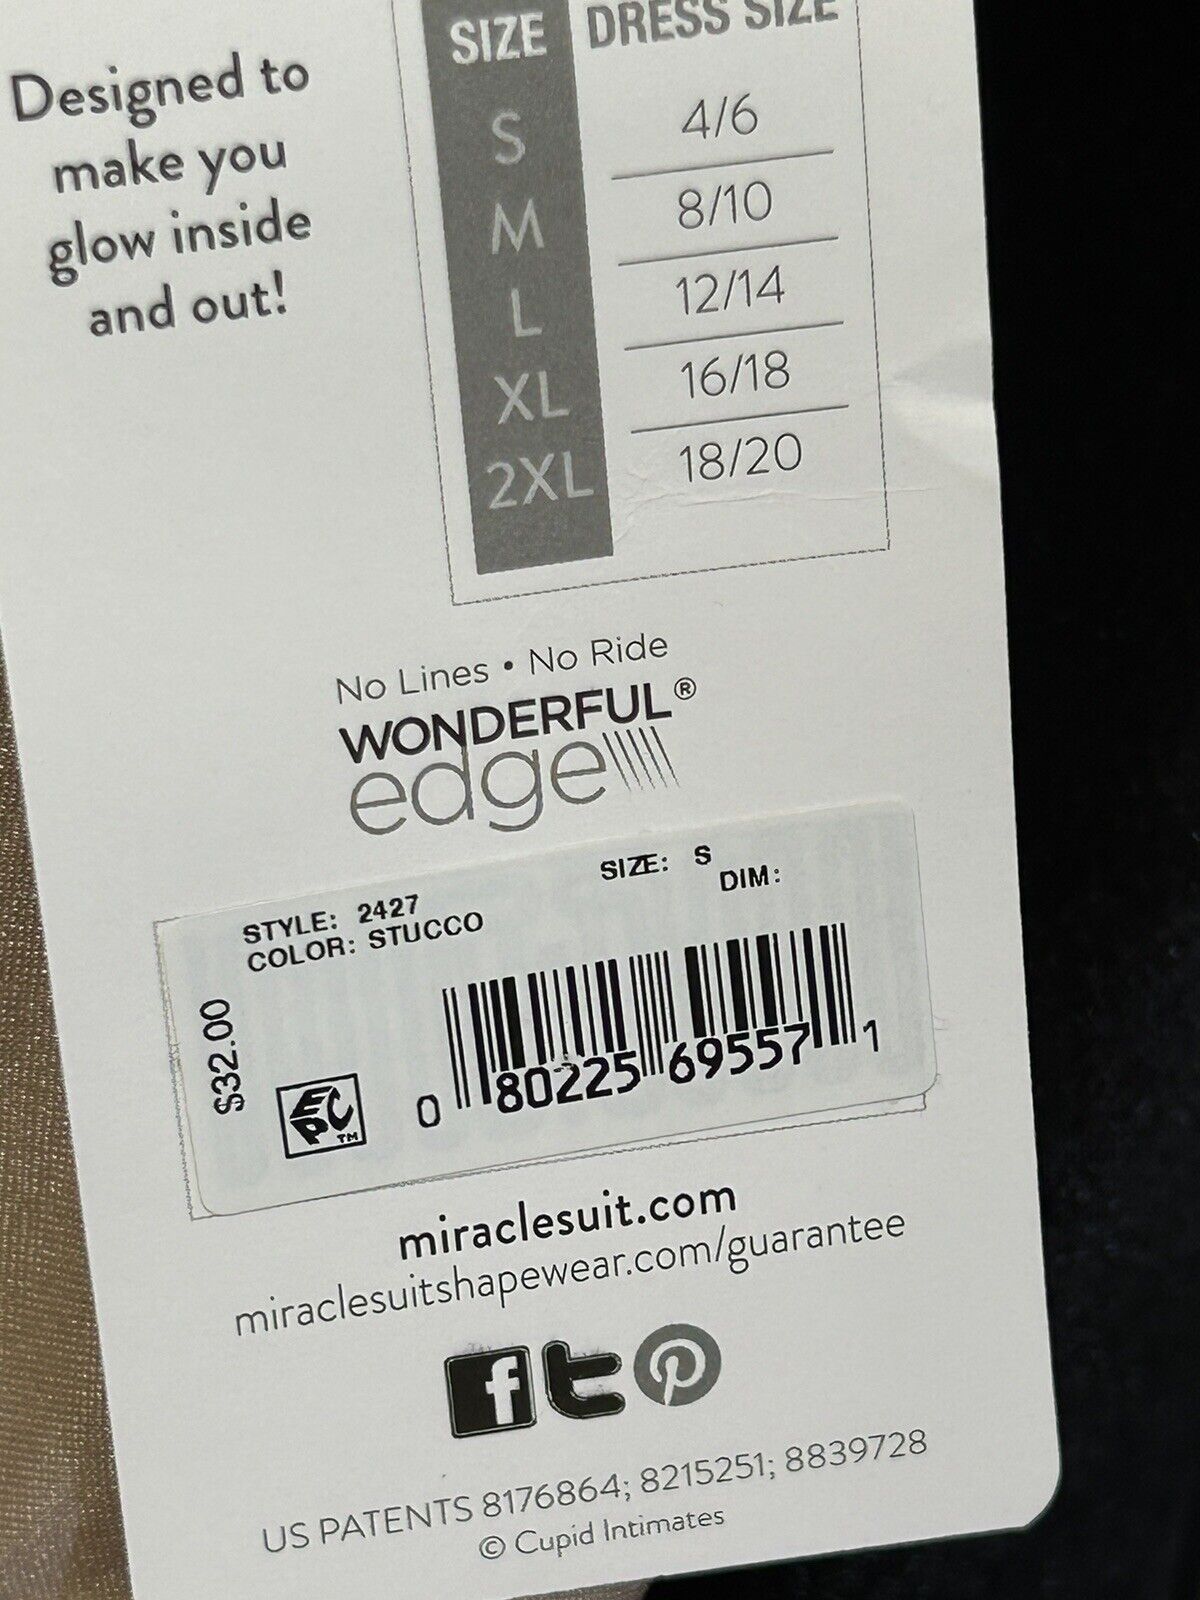 Designed to
make you
glow inside
and out!
SIZE DRESS SIZE
S 4/6
M 8/10
L 12/14
XL 16/18
2XL 18/20
No Lines • No Ride
WONDERFUL®
edge
SIZE: S
DIM:
STYLE: 2427
COLOR: STUCCO
$32.00
EPC™
0 80225 69557 1
miraclesuit.com
miraclesuitshapewear.com/guarantee
US PATENTS 8176864; 8215251; 8839728
© Cupid Intimates